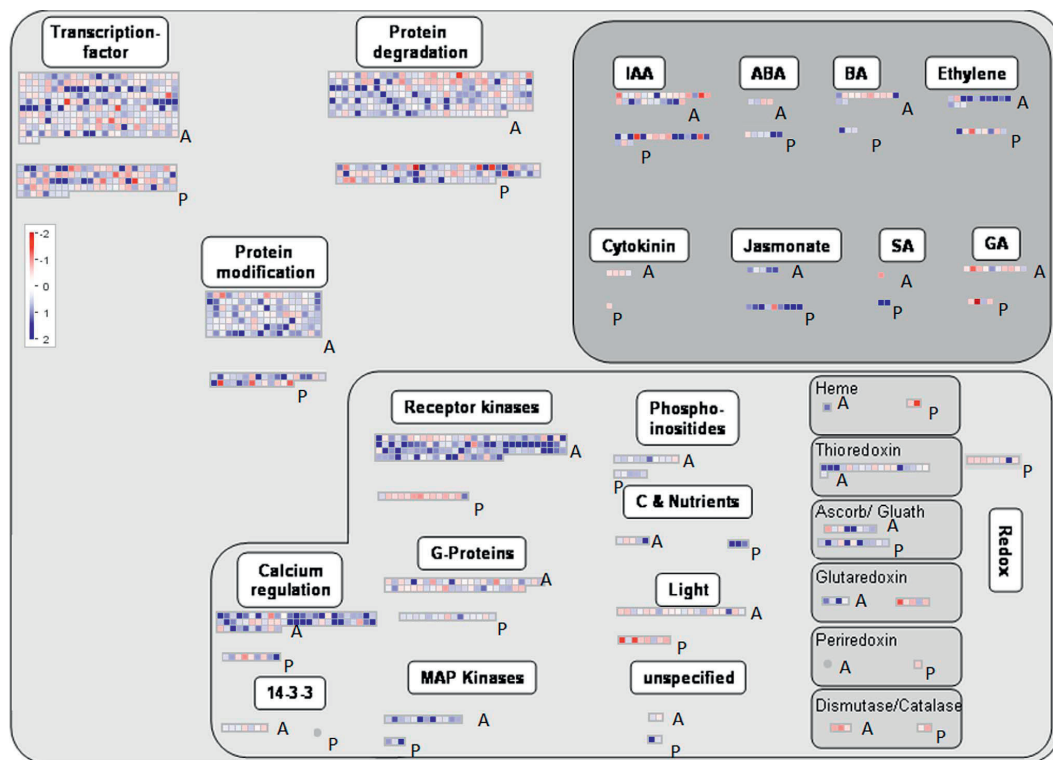 Transcription-
factor
A
P
Protein
degradation
A
P
Protein
modification
A
P
-2
-1
0
1
2
IAA
A
P
ABA
A
P
BA
A
P
Ethylene
A
P
Cytokinin
A
P
Jasmonate
A
P
SA
A
P
GA
A
P
Receptor kinases
A
P
Phospho-
inositides
A
P
C & Nutrients
A
P
Calcium
regulation
A
P
G-Proteins
A
P
Light
A
P
14-3-3
A
P
MAP Kinases
A
P
unspecified
A
P
Heme
A
P
Thioredoxin
A
P
Ascorb/ Gluath
A
P
Glutaredoxin
A
P
Periredoxin
A
P
Dismutase/Catalase
A
P
Redox